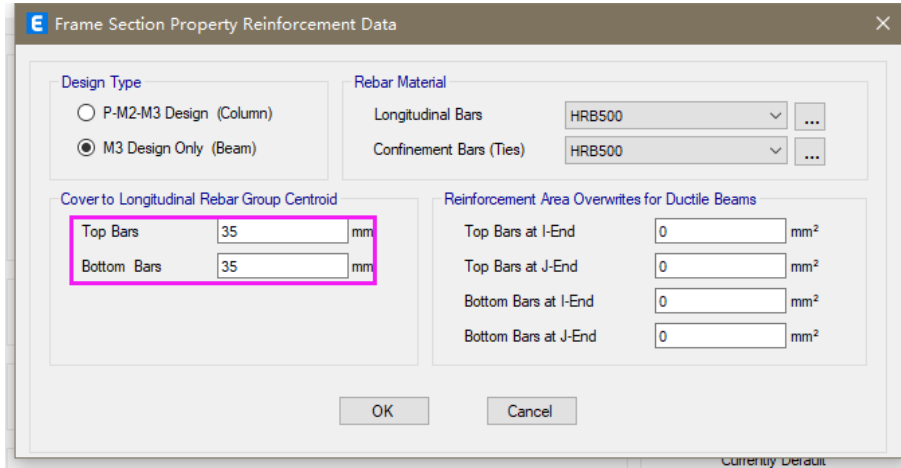 E Frame Section Property Reinforcement Data
Design Type
P-M2-M3 Design (Column)
M3 Design Only (Beam)
Rebar Material
Longitudinal Bars HRB500 ...
Confinement Bars (Ties) HRB500 ...
Cover to Longitudinal Rebar Group Centroid
Top Bars 35 mm
Bottom Bars 35 mm
Reinforcement Area Overwrites for Ductile Beams
Top Bars at I-End 0 mm²
Top Bars at J-End 0 mm²
Bottom Bars at I-End 0 mm²
Bottom Bars at J-End 0 mm²
OK Cancel
Currently Default